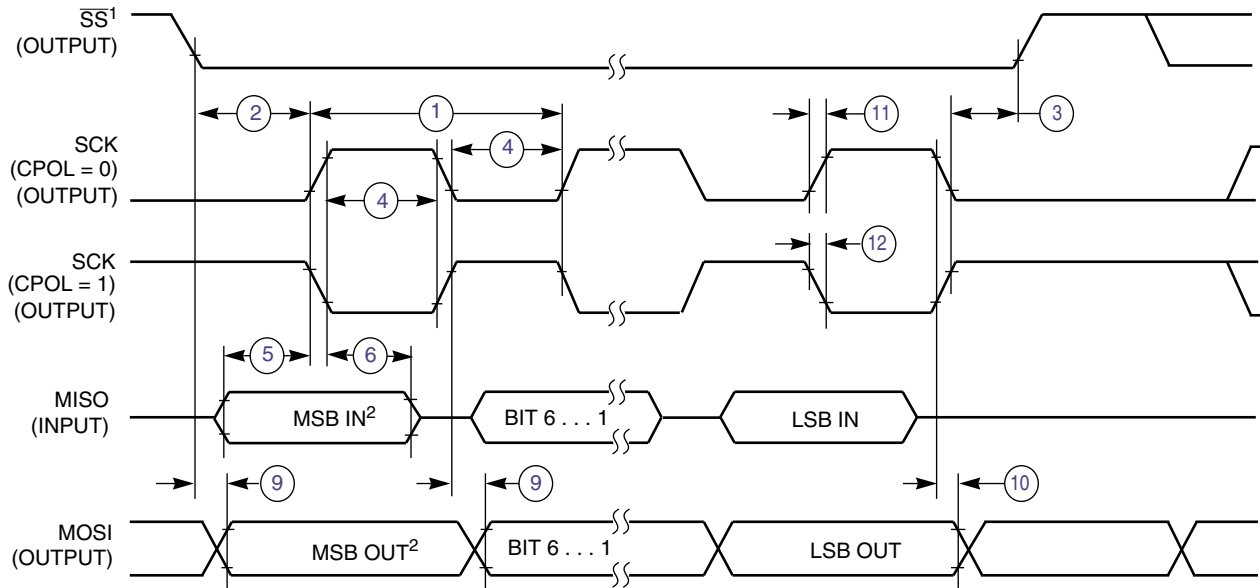 SS¹
(OUTPUT)
2
1
11
3
SCK
(CPOL = 0)
(OUTPUT)
4
4
12
SCK
(CPOL = 1)
(OUTPUT)
5
6
MISO
(INPUT)
MSB IN²
BIT 6 . . . 1
LSB IN
9
9
10
MOSI
(OUTPUT)
MSB OUT²
BIT 6 . . . 1
LSB OUT